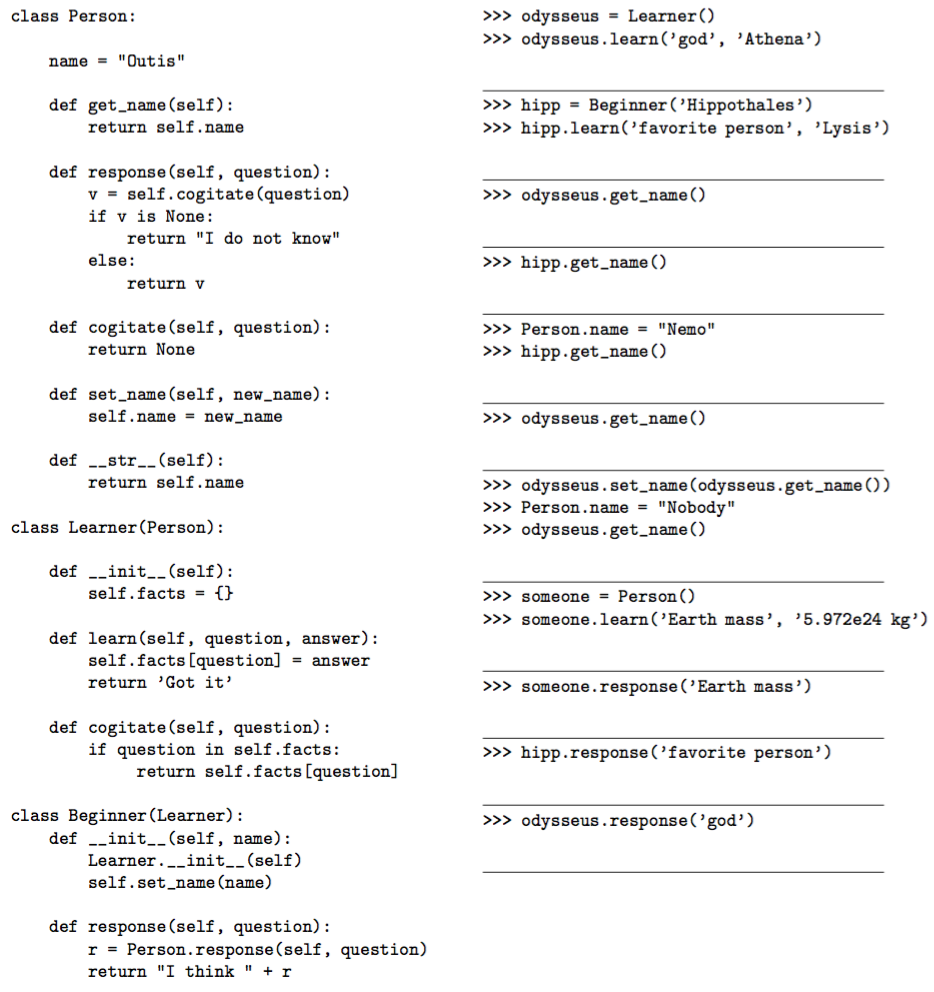 class Person:
name = "Outis"
def get_name(self):
return self.name
def response(self, question):
v = self.cogitate(question)
if v is None:
return "I do not know"
else:
return v
def cogitate(self, question):
return None
def set_name(self, new_name):
self.name = new_name
def __str__(self):
return self.name
class Learner(Person):
def __init__(self):
self.facts = {}
def learn(self, question, answer):
self.facts[question] = answer
return ’Got it’
def cogitate(self, question):
if question in self.facts:
return self.facts[question]
class Beginner(Learner):
def __init__(self, name):
Learner.__init__(self)
self.set_name(name)
def response(self, question):
r = Person.response(self, question)
return "I think " + r
>>> odysseus = Learner()
>>> odysseus.learn(’god’, ’Athena’)
>>> hipp = Beginner(’Hippothales’)
>>> hipp.learn(’favorite person’, ’Lysis’)
>>> odysseus.get_name()
>>> hipp.get_name()
>>> Person.name = "Nemo"
>>> hipp.get_name()
>>> odysseus.get_name()
>>> odysseus.set_name(odysseus.get_name())
>>> Person.name = "Nobody"
>>> odysseus.get_name()
>>> someone = Person()
>>> someone.learn(’Earth mass’, ’5.972e24 kg’)
>>> someone.response(’Earth mass’)
>>> hipp.response(’favorite person’)
>>> odysseus.response(’god’)